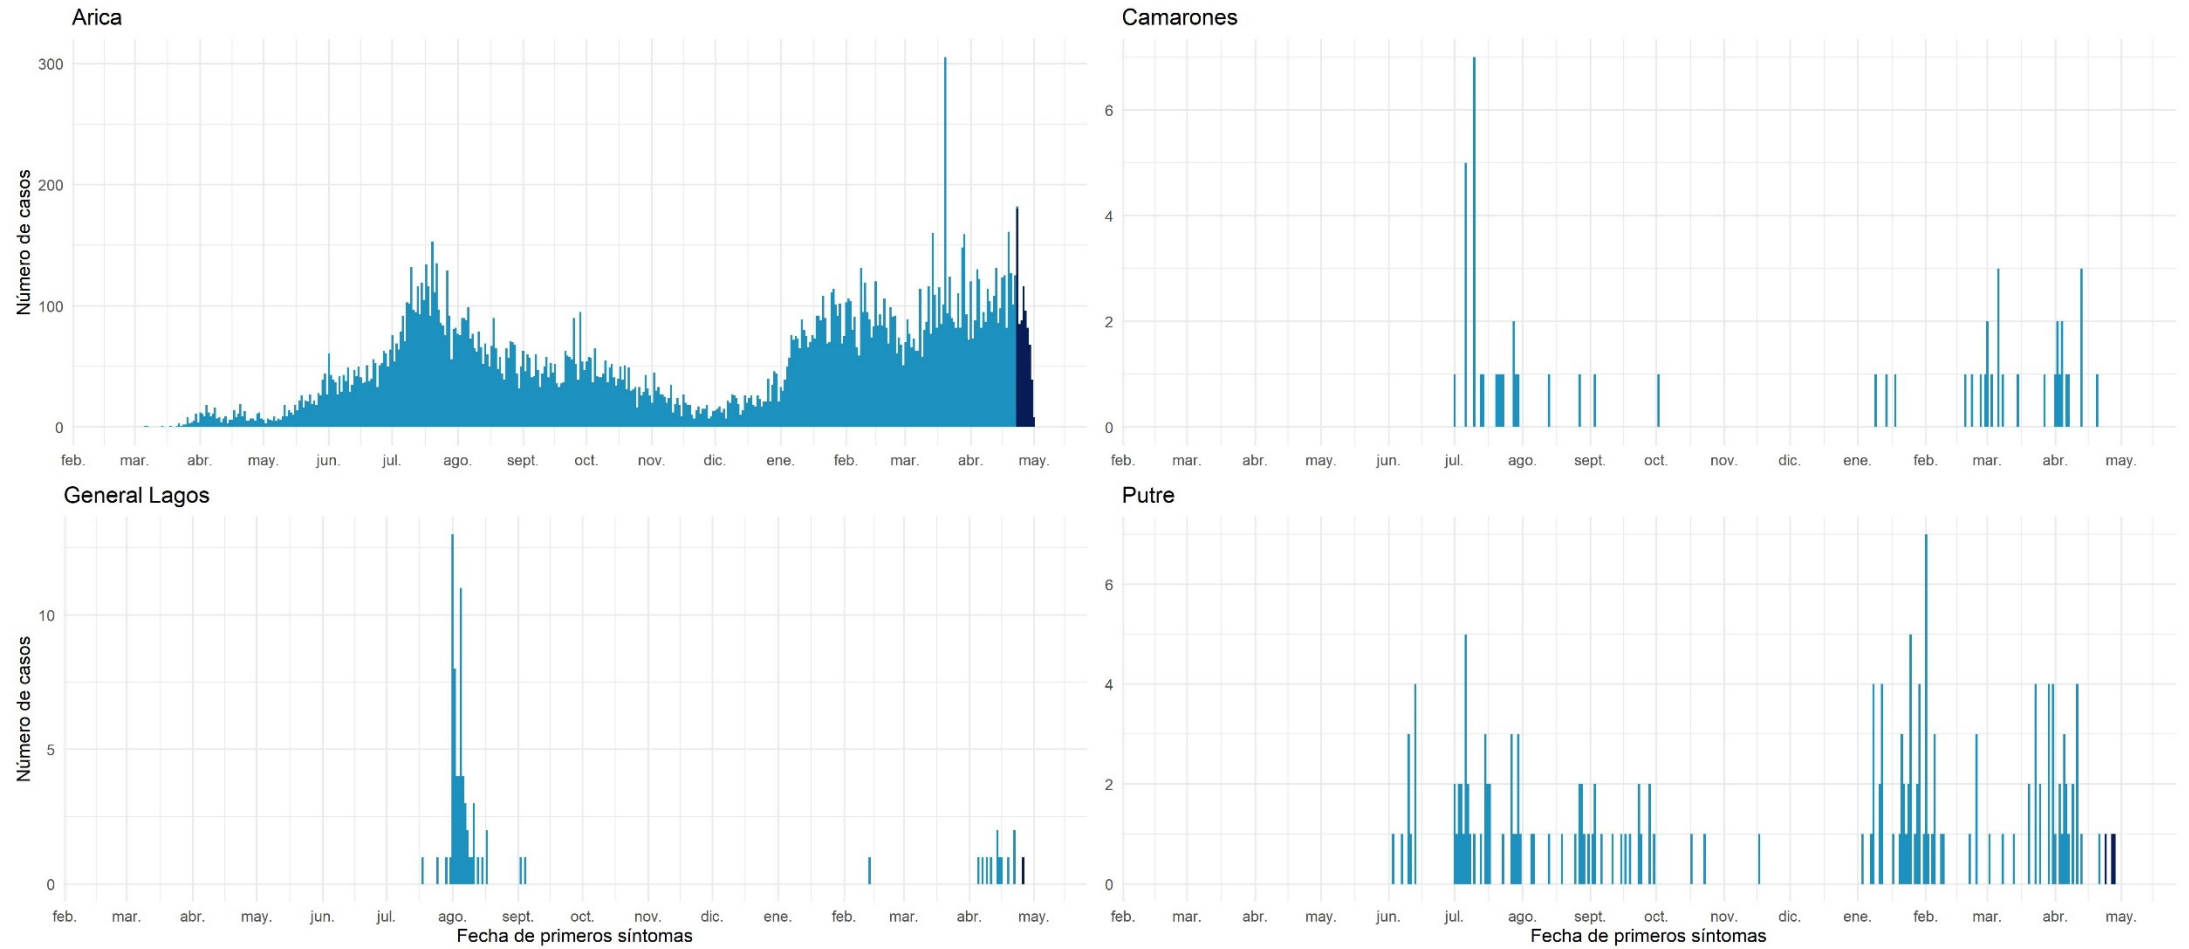 Arica
Número de casos
300
200
100
0
feb. mar. abr. may. jun. jul. ago. sept. oct. nov. dic. ene. feb. mar. abr. may.
Camarones
6
4
2
0
feb. mar. abr. may. jun. jul. ago. sept. oct. nov. dic. ene. feb. mar. abr. may.
General Lagos
Número de casos
10
5
0
feb. mar. abr. may. jun. jul. ago. sept. oct. nov. dic. ene. feb. mar. abr. may.
Fecha de primeros síntomas
Putre
6
4
2
0
feb. mar. abr. may. jun. jul. ago. sept. oct. nov. dic. ene. feb. mar. abr. may.
Fecha de primeros síntomas